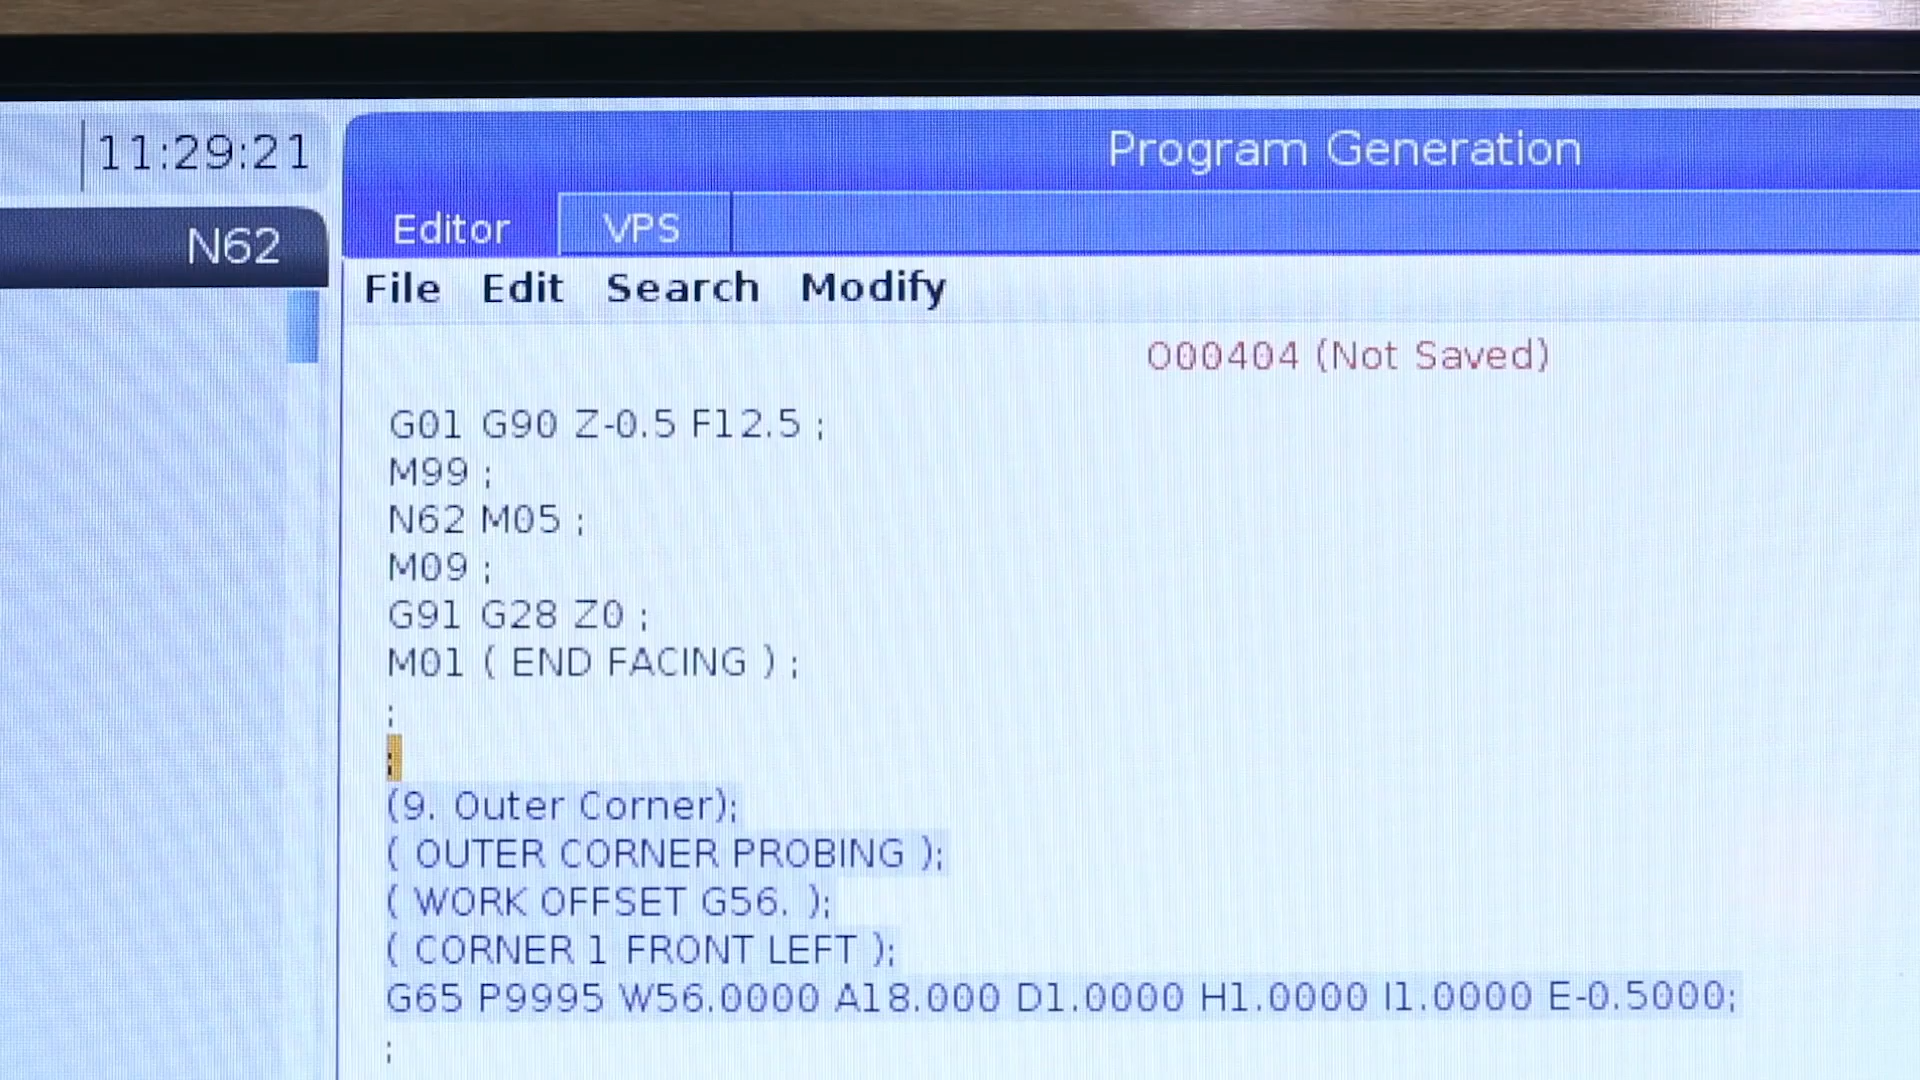 11:29:21
Program Generation
Editor VPS
N62
File Edit Search Modify
O00404 (Not Saved)
G01 G90 Z-0.5 F12.5 ;
M99 ;
N62 M05 ;
M09 ;
G91 G28 Z0 ;
M01 ( END FACING ) ;
;
;
(9. Outer Corner);
( OUTER CORNER PROBING );
( WORK OFFSET G56. );
( CORNER 1 FRONT LEFT );
G65 P9995 W56.0000 A18.000 D1.0000 H1.0000 I1.0000 E-0.5000;
;